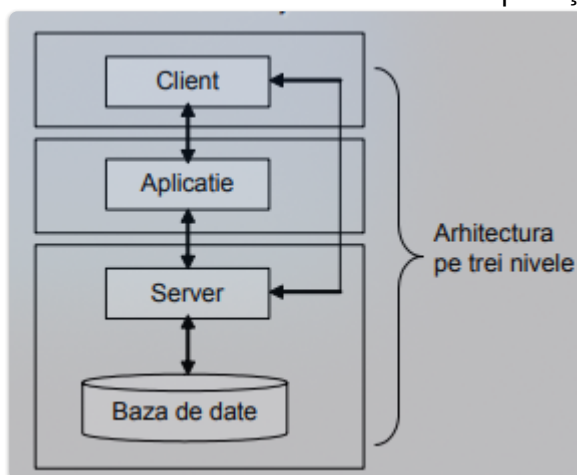 Client
Aplicatie
Server
Baza de date
Arhitectura
pe trei nivele